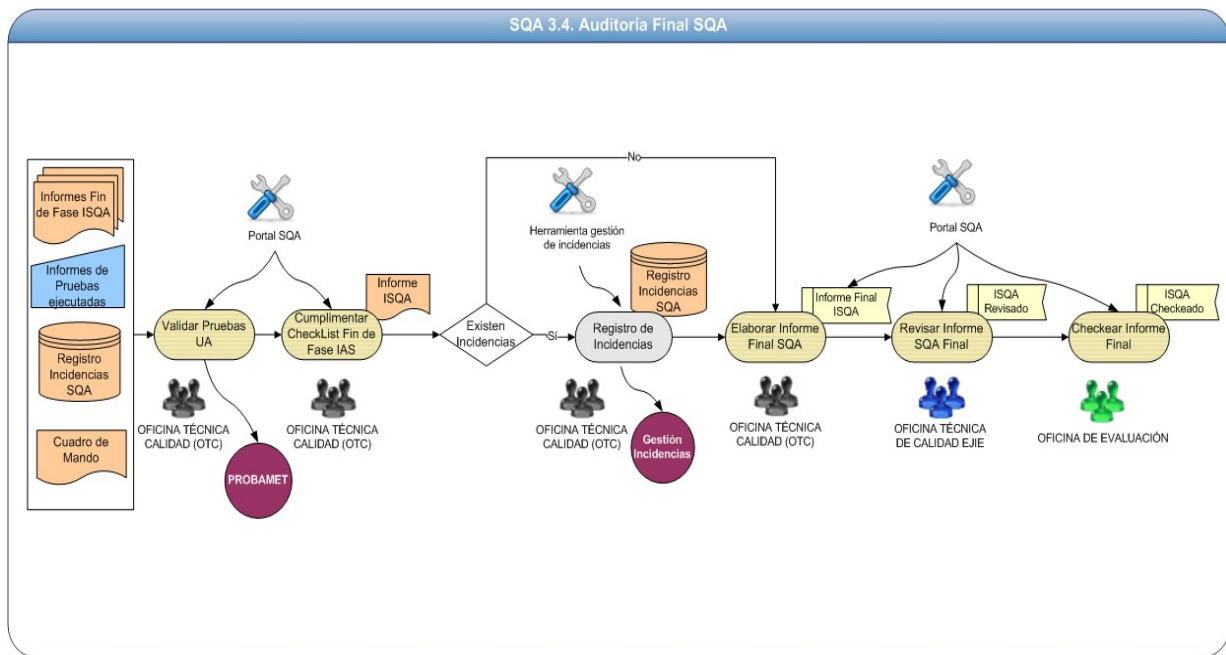 SQA 3.4. Auditoría Final SQA
Informes Fin
de Fase ISQA
Informes de
Pruebas
ejecutadas
Registro
Incidencias
SQA
Cuadro de
Mando
Portal SQA
Validar Pruebas
UA
OFICINA TÉCNICA
CALIDAD (OTC)
PROBAMET
Informe
ISQA
Cumplimentar
CheckList Fin de
Fase IAS
OFICINA TÉCNICA
CALIDAD (OTC)
Existen
Incidencias
No
Sí
Herramienta gestión
de incidencias
Registro
Incidencias
SQA
Registro de
Incidencias
OFICINA TÉCNICA
CALIDAD (OTC)
Gestión
Incidencias
Informe Final
ISQA
Elaborar Informe
Final SQA
OFICINA TÉCNICA
CALIDAD (OTC)
Portal SQA
ISQA
Revisado
Revisar Informe
SQA Final
OFICINA TÉCNICA
DE CALIDAD EJIE
ISQA
Checkeado
Checkear Informe
Final
OFICINA DE EVALUACIÓN